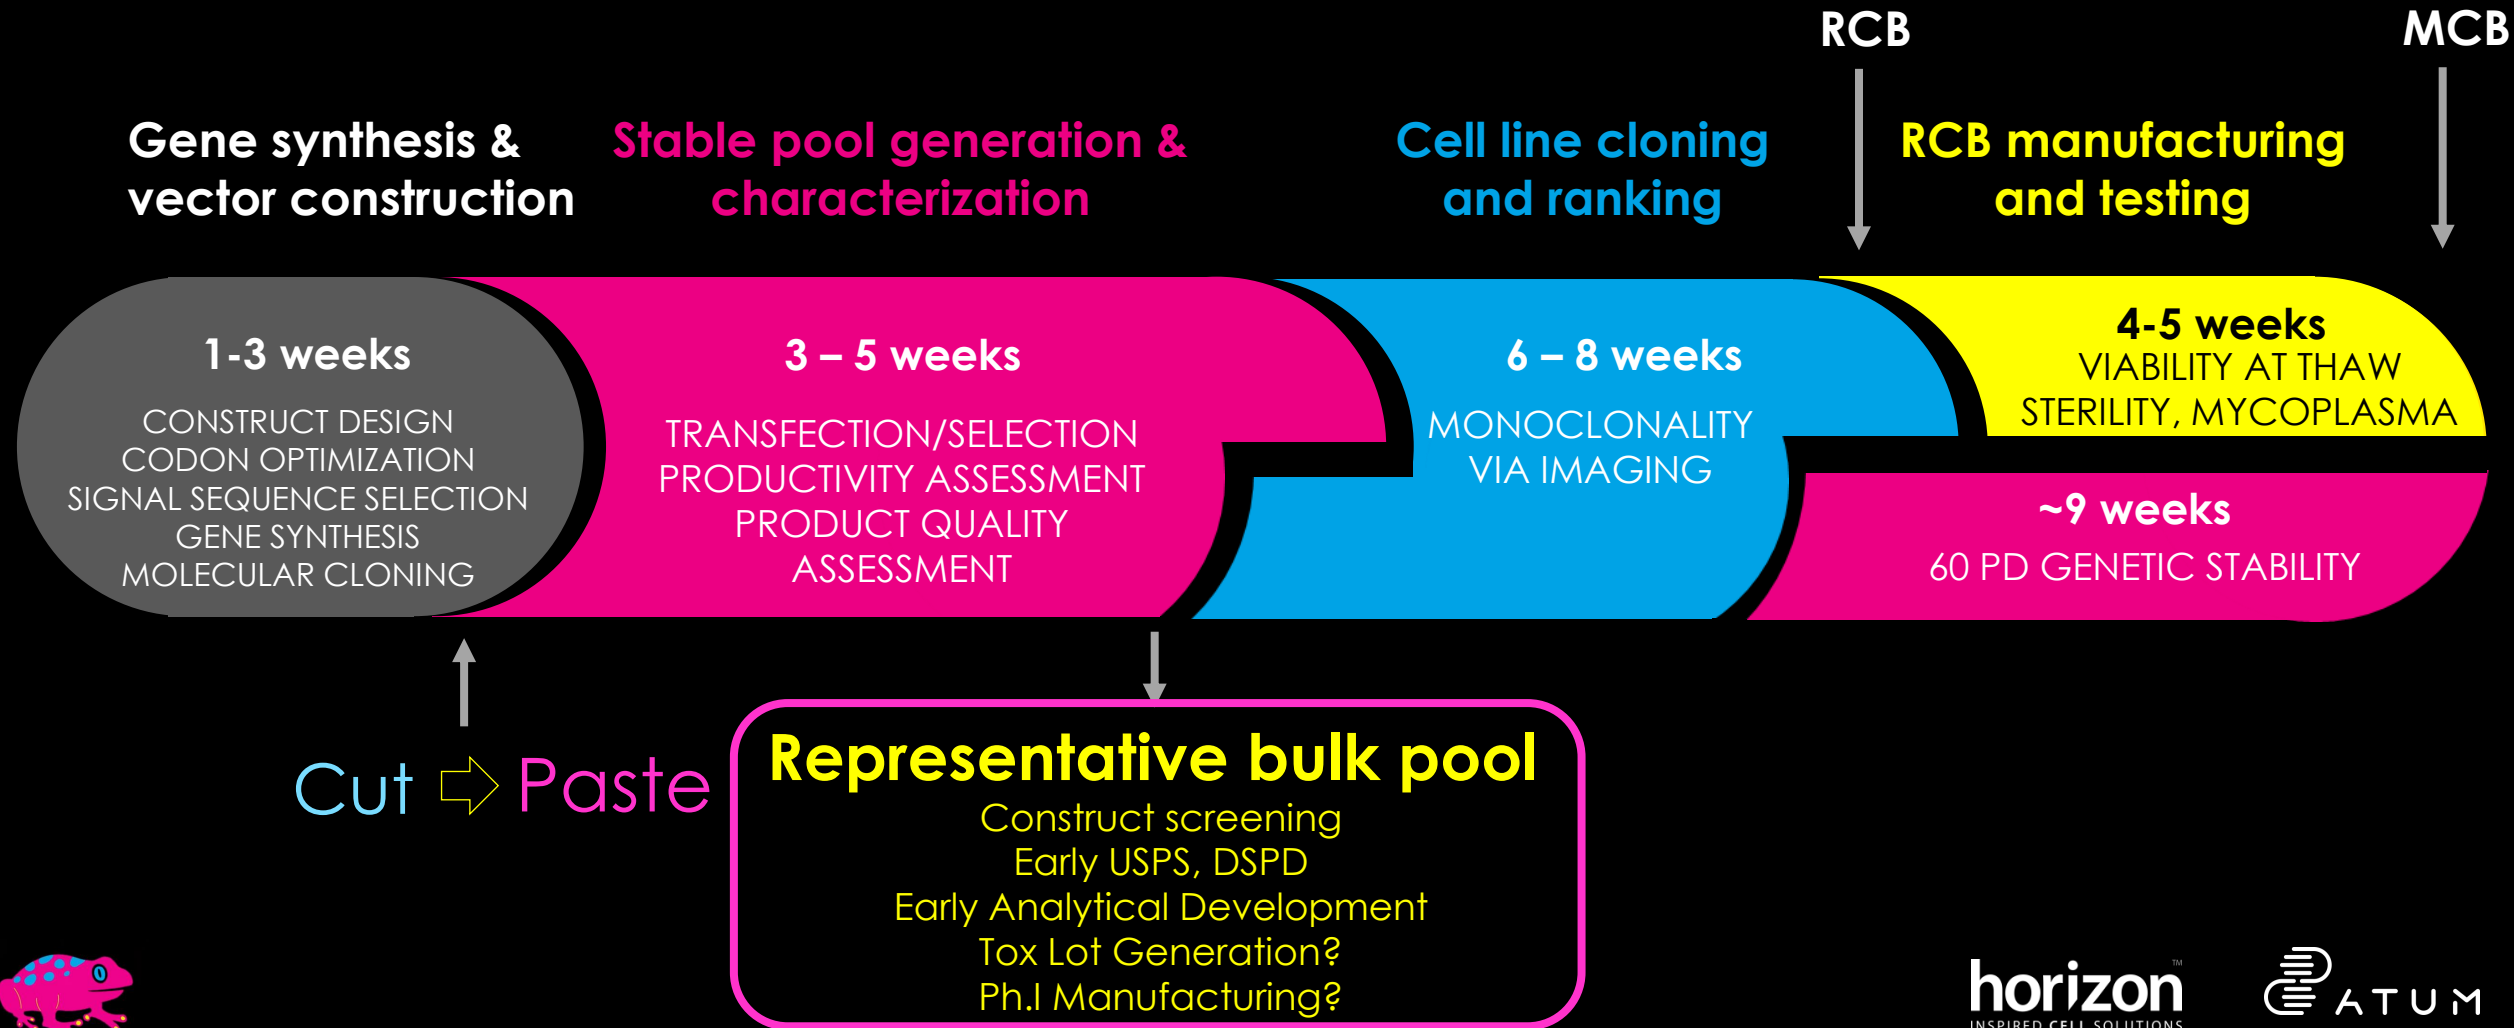 RCB
MCB
Gene synthesis &
vector construction
Stable pool generation &
characterization
Cell line cloning
and ranking
RCB manufacturing
and testing
1-3 weeks
CONSTRUCT DESIGN
CODON OPTIMIZATION
SIGNAL SEQUENCE SELECTION
GENE SYNTHESIS
MOLECULAR CLONING
3 – 5 weeks
TRANSFECTION/SELECTION
PRODUCTIVITY ASSESSMENT
PRODUCT QUALITY
ASSESSMENT
6 – 8 weeks
MONOCLONALITY
VIA IMAGING
4-5 weeks
VIABILITY AT THAW
STERILITY, MYCOPLASMA
~9 weeks
60 PD GENETIC STABILITY
Cut Paste
Representative bulk pool
Construct screening
Early USPS, DSPD
Early Analytical Development
Tox Lot Generation?
Ph.I Manufacturing?
horizon™
INSPIRED CELL SOLUTIONS
ATUM